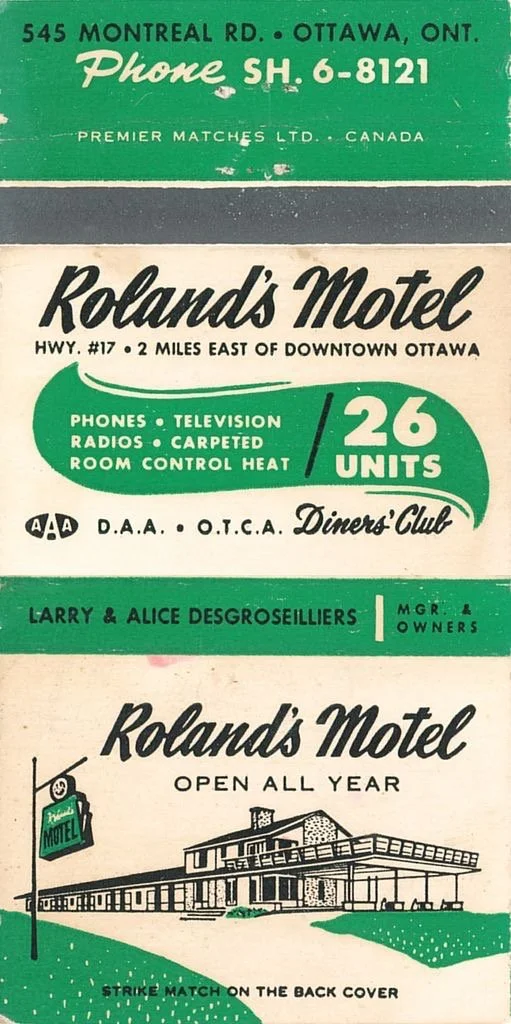 545 MONTREAL RD. • OTTAWA, ONT.
Phone SH. 6-8121
PREMIER MATCHES LTD. • CANADA
Roland's Motel
HWY. #17 • 2 MILES EAST OF DOWNTOWN OTTAWA
PHONES • TELEVISION
RADIOS • CARPETED
ROOM CONTROL HEAT
26
UNITS
AAA D.A.A. • O.T.C.A. Diners' Club
LARRY & ALICE DESGROSEILLIERS
MGR. &
OWNERS
Roland's Motel
OPEN ALL YEAR
MOTEL
STRIKE MATCH ON THE BACK COVER